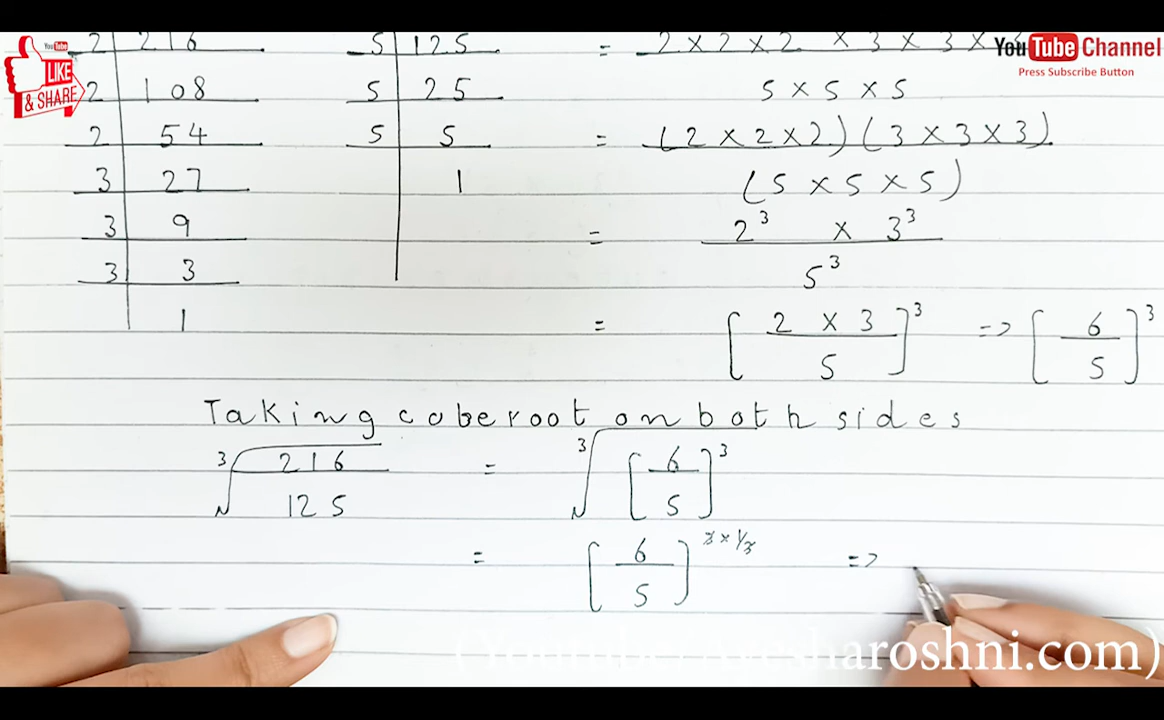 2 | 216
2 | 108
2 | 54
3 | 27
3 | 9
3 | 3
1
5 | 125
5 | 25
5 | 5
1
= 2 × 2 × 2 × 3 × 3 ×
5 × 5 × 5
= (2 × 2 × 2) (3 × 3 × 3)
(5 × 5 × 5)
= 2³ × 3³
5³
= [ 2 × 3 / 5 ]³ => [ 6 / 5 ]³
Taking coberoot on both sides
³√ 216 / 125 = ³√ [ 6 / 5 ]³
= [ 6 / 5 ]^3 × 1/3 =>
YouTube
LIKE
& SHARE
YouTube Channel
Press Subscribe Button